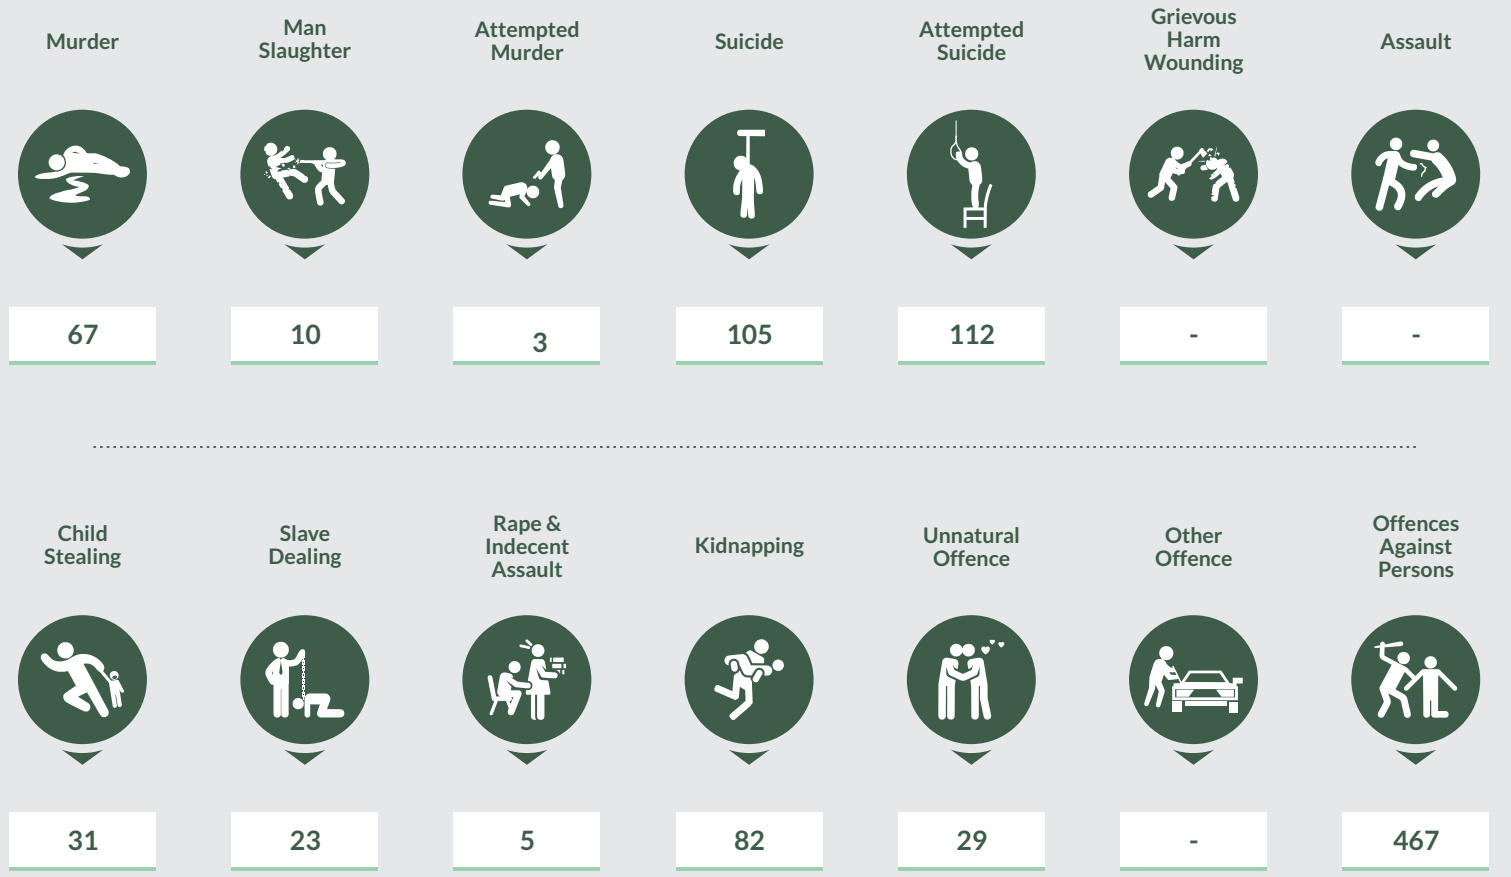 Murder
Man
Slaughter
Attempted
Murder
Suicide
Attempted
Suicide
Grievous
Harm
Wounding
Assault
67
10
3
105
112
-
-
Child
Stealing
Slave
Dealing
Rape &
Indecent
Assault
Kidnapping
Unnatural
Offence
Other
Offence
Offences
Against
Persons
31
23
5
82
29
-
467